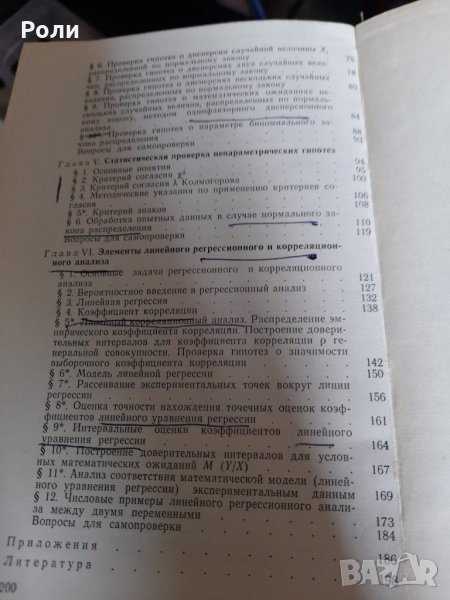 Роли
§ 6. Проверка гипотез о дисперсии случайной величины X,
распределенной по нормальному закону 75
§ 7. Проверка гипотез о дисперсиях двух случайных вели-
чин, распределенных по нормальному закону 78
§ 8. Проверка гипотез о дисперсиях нескольких случайных
величин, распределенных по нормальному закону 80
§ 9. Проверка гипотез о математических ожиданиях не-
скольких случайных величин, распределенных по нормаль-
ному закону, методом однофакторного дисперсионного
анализа 84
Проверка гипотез о параметре биномиального за-
кона распределения 88
Вопросы для самопроверки 93
Глава V. Статистическая проверка непараметрических гипотез 94
§ 1. Основные понятия 95
§ 2. Критерий согласия χ² 100
§ 3. Критерий согласия λ Колмогорова
§ 4. Методические указания по применению критериев со-
гласия 106
§ 5*. Критерий знаков 108
§ 6. Обработка опытных данных в случае нормального за-
кона распределения 110
Вопросы для самопроверки 119
Глава VI. Элементы линейного регрессионного и корреляцион-
ного анализа
§ 1. Основные задачи регрессионного и корреляционного
анализа 121
§ 2. Вероятностное введение в регрессионный анализ 127
§ 3. Линейная регрессия 132
§ 4. Коэффициент корреляции 138
§ 5*. Линейный корреляционный анализ. Распределение эм-
пирического коэффициента корреляции. Построение довери-
тельных интервалов для коэффициента корреляции ρ ге-
неральной совокупности. Проверка гипотез о значимости
выборочного коэффициента корреляции 142
§ 6*. Модель линейной регрессии 150
§ 7*. Рассеивание экспериментальных точек вокруг линии
регрессии 156
§ 8*. Оценка точности нахождения точечных оценок коэф-
фициентов линейного уравнения регрессии 161
§ 9*. Интервальные оценки коэффициентов линейного
уравнения регрессии 164
§ 10*. Построение доверительных интервалов для услов-
ных математических ожиданий M (Y/X) 167
§ 11*. Анализ соответствия математической модели (линей-
ного уравнения регрессии) экспериментальным данным 169
§ 12. Числовые примеры линейного регрессионного анали-
за между двумя переменными 173
Вопросы для самопроверки 184
Приложения 186
Литература
200
BAZAR